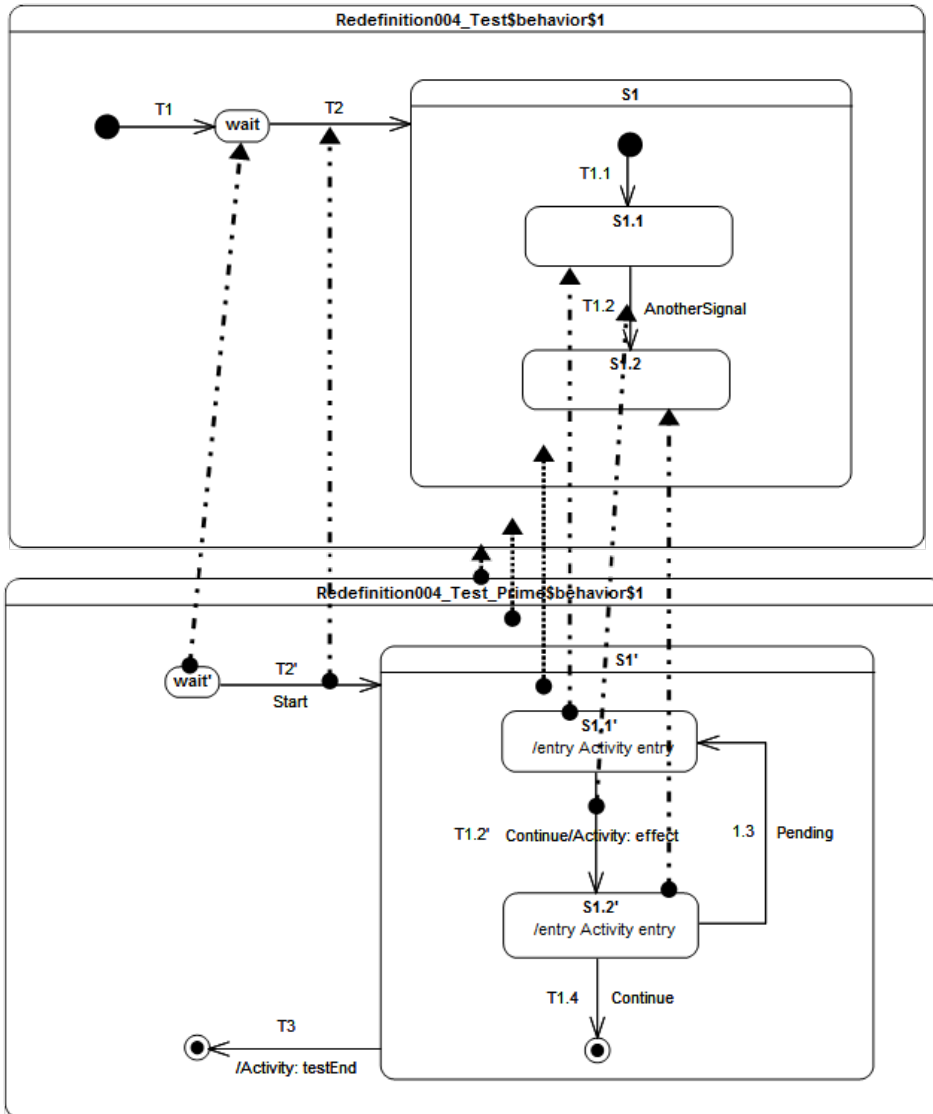 Redefinition004_Test$behavior$1
S1
T1
T2
wait
T1.1
S1.1
T1.2
AnotherSignal
S1.2
Redefinition004_Test_Prime$behavior$1
S1'
T2'
wait'
Start
S1.1'
/entry Activity entry
T1.2'
Continue/Activity: effect
1.3
Pending
S1.2'
/entry Activity entry
T1.4
Continue
T3
/Activity: testEnd